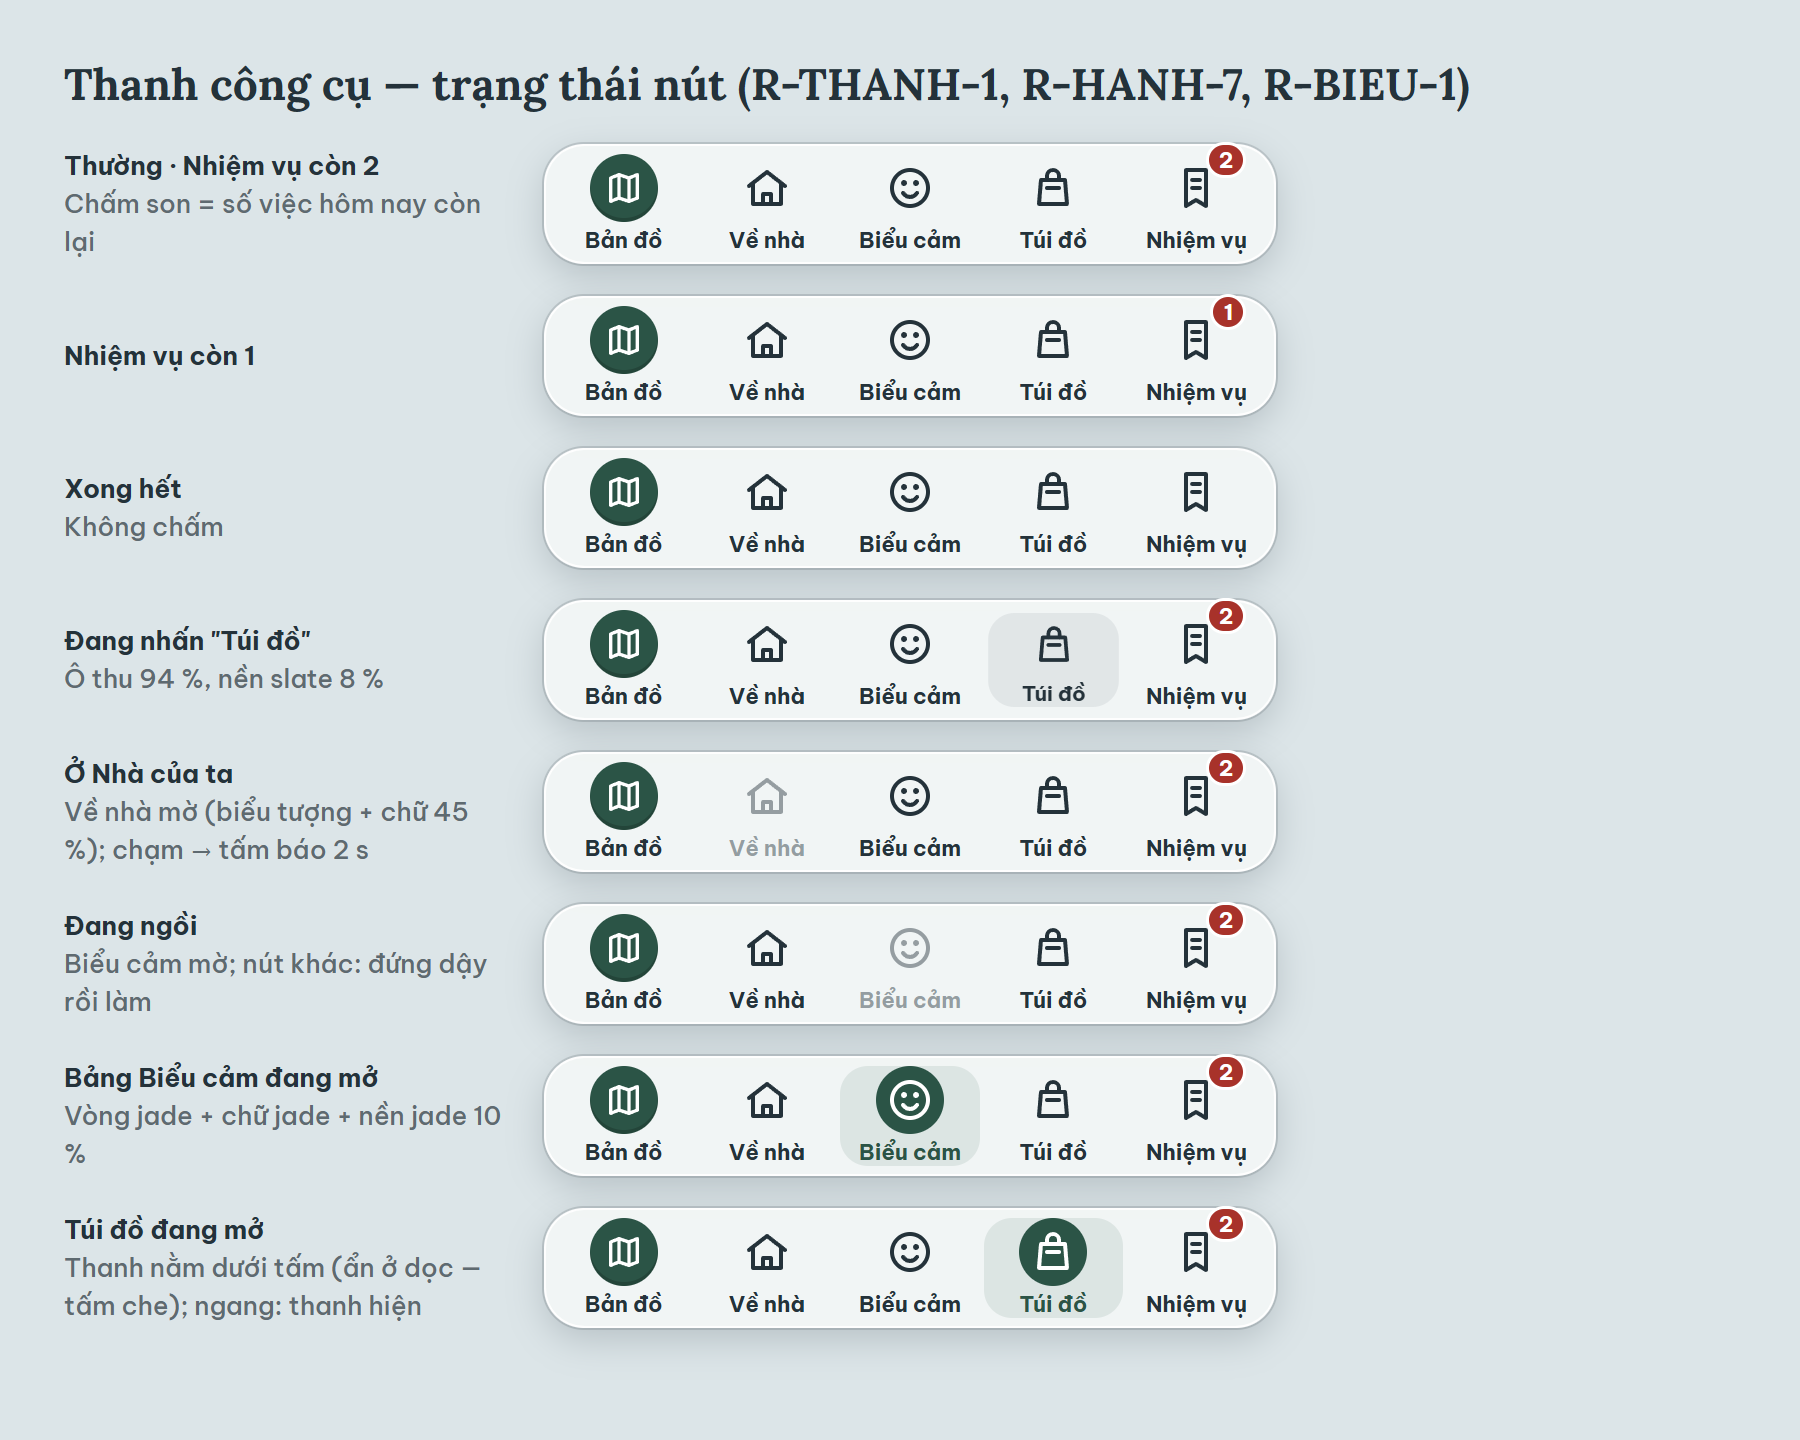 Thanh công cụ — trạng thái nút (R-THANH-1, R-HANH-7, R-BIEU-1)
Thường · Nhiệm vụ còn 2
Chấm son = số việc hôm nay còn
lại
2
Bản đồ Về nhà Biểu cảm Túi đồ Nhiệm vụ
Nhiệm vụ còn 1
1
Bản đồ Về nhà Biểu cảm Túi đồ Nhiệm vụ
Xong hết
Không chấm
Bản đồ Về nhà Biểu cảm Túi đồ Nhiệm vụ
Đang nhấn "Túi đồ"
Ô thu 94 %, nền slate 8 %
2
Bản đồ Về nhà Biểu cảm Túi đồ Nhiệm vụ
Ở Nhà của ta
Về nhà mờ (biểu tượng + chữ 45
%); chạm → tấm báo 2 s
2
Bản đồ Về nhà Biểu cảm Túi đồ Nhiệm vụ
Đang ngồi
Biểu cảm mờ; nút khác: đứng dậy
rồi làm
2
Bản đồ Về nhà Biểu cảm Túi đồ Nhiệm vụ
Bảng Biểu cảm đang mở
Vòng jade + chữ jade + nền jade 10
%
2
Bản đồ Về nhà Biểu cảm Túi đồ Nhiệm vụ
Túi đồ đang mở
Thanh nằm dưới tấm (ẩn ở dọc —
tấm che); ngang: thanh hiện
2
Bản đồ Về nhà Biểu cảm Túi đồ Nhiệm vụ